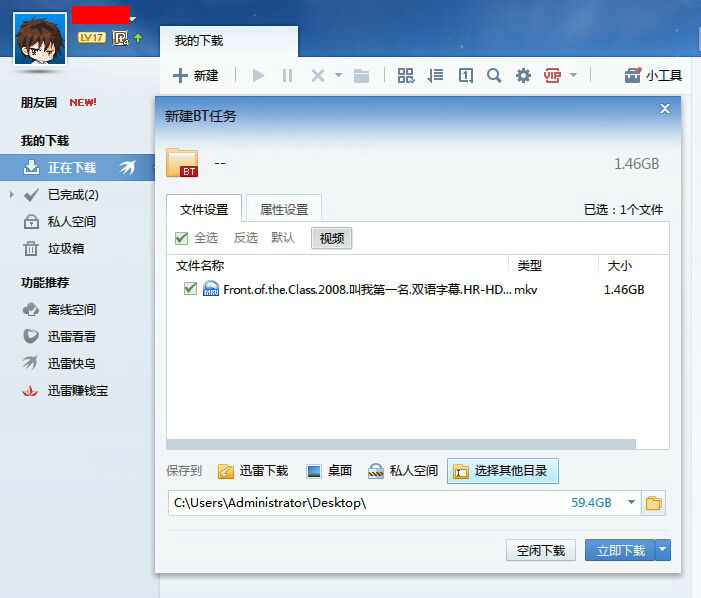 LV17
我的下载
新建
VIP
小工具
朋友圈 NEW!
我的下载
正在下载
已完成(2)
私人空间
垃圾箱
功能推荐
离线空间
迅雷看看
迅雷快鸟
迅雷赚钱宝
新建BT任务
BT
--
1.46GB
文件设置
属性设置
已选：1个文件
全选
反选
默认
视频
文件名称
类型
大小
MKV
Front.of.the.Class.2008.叫我第一名.双语字幕.HR-HD... mkv
1.46GB
保存到
迅雷下载
桌面
私人空间
选择其他目录
C:\Users\Administrator\Desktop\
59.4GB
空闲下载
立即下载